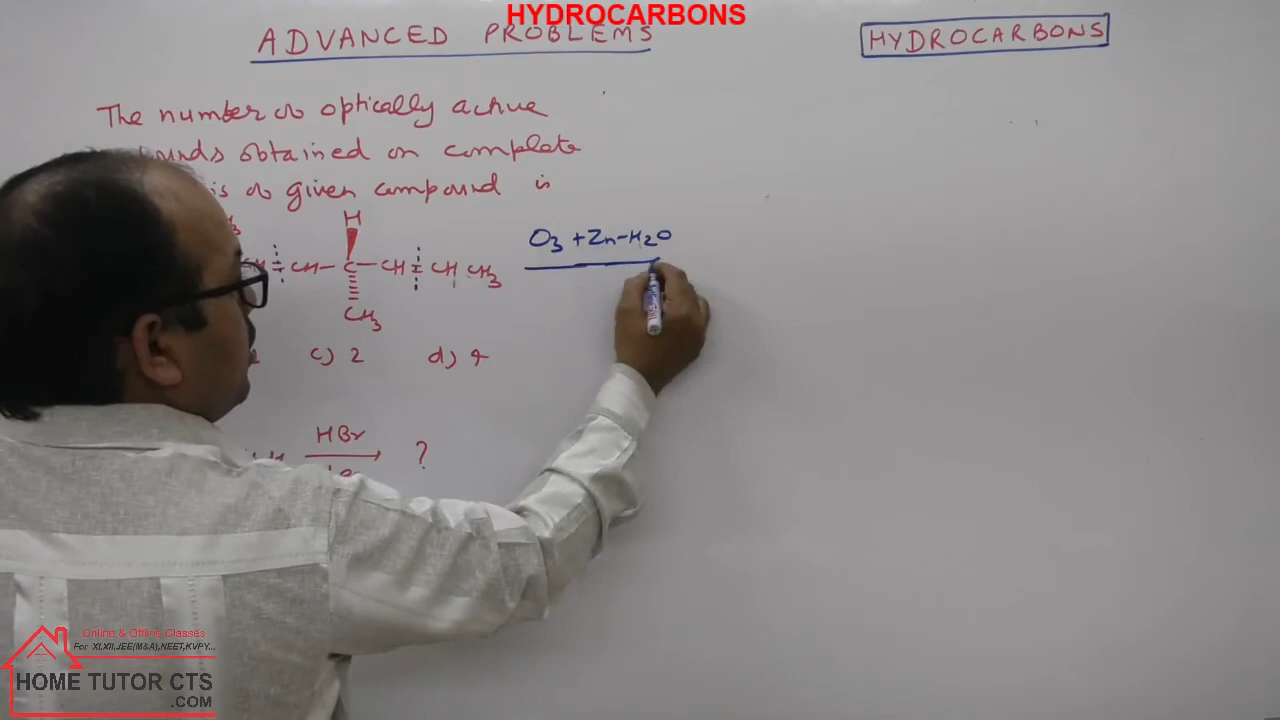 HYDROCARBONS
ADVANCED PROBLEMS
HYDROCARBONS
The number of optically active
obtained on complete
of given compound is
H
O3 + Zn-H2O
CH = CH - C - CH = CH CH3
CH3
c) 2 d) 4
HBr
?
Online & Offline Classes
For XI,XII,JEE(M&A),NEET,KVPY...
HOME TUTOR CTS
.COM